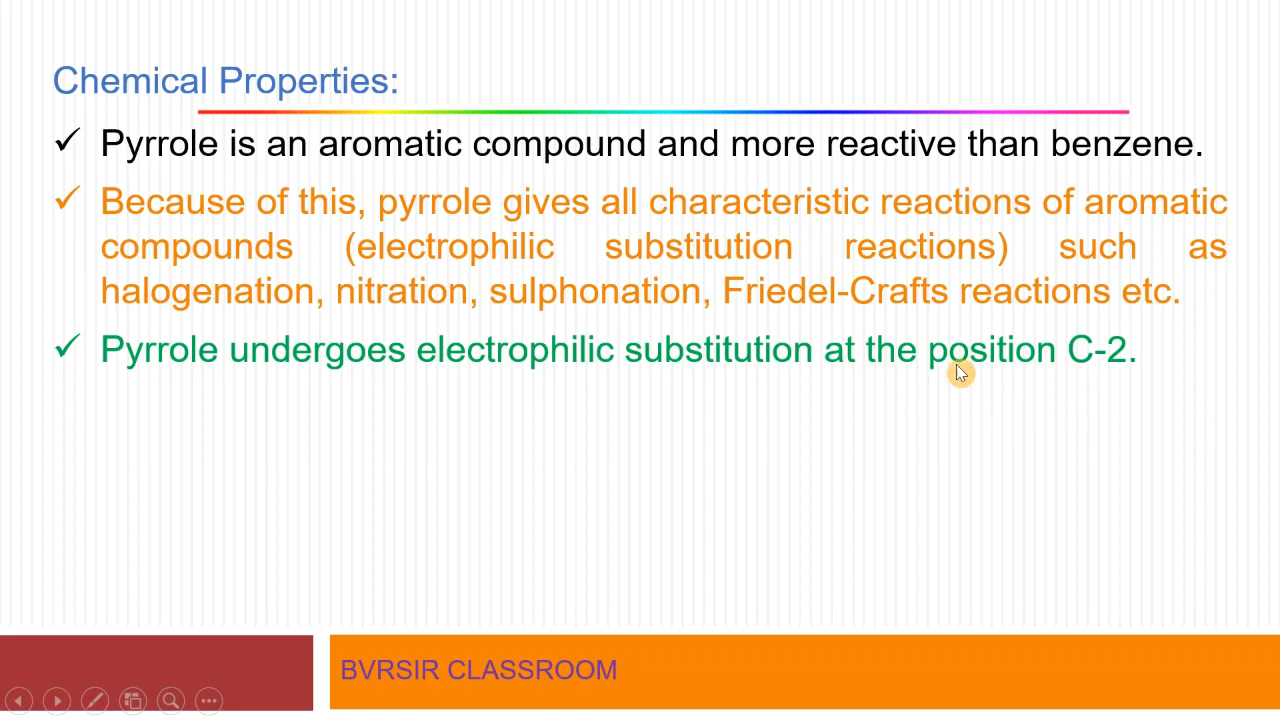 Chemical Properties:
✓ Pyrrole is an aromatic compound and more reactive than benzene.
✓ Because of this, pyrrole gives all characteristic reactions of aromatic
compounds (electrophilic substitution reactions) such as
halogenation, nitration, sulphonation, Friedel-Crafts reactions etc.
✓ Pyrrole undergoes electrophilic substitution at the position C-2.
BVRSIR CLASSROOM